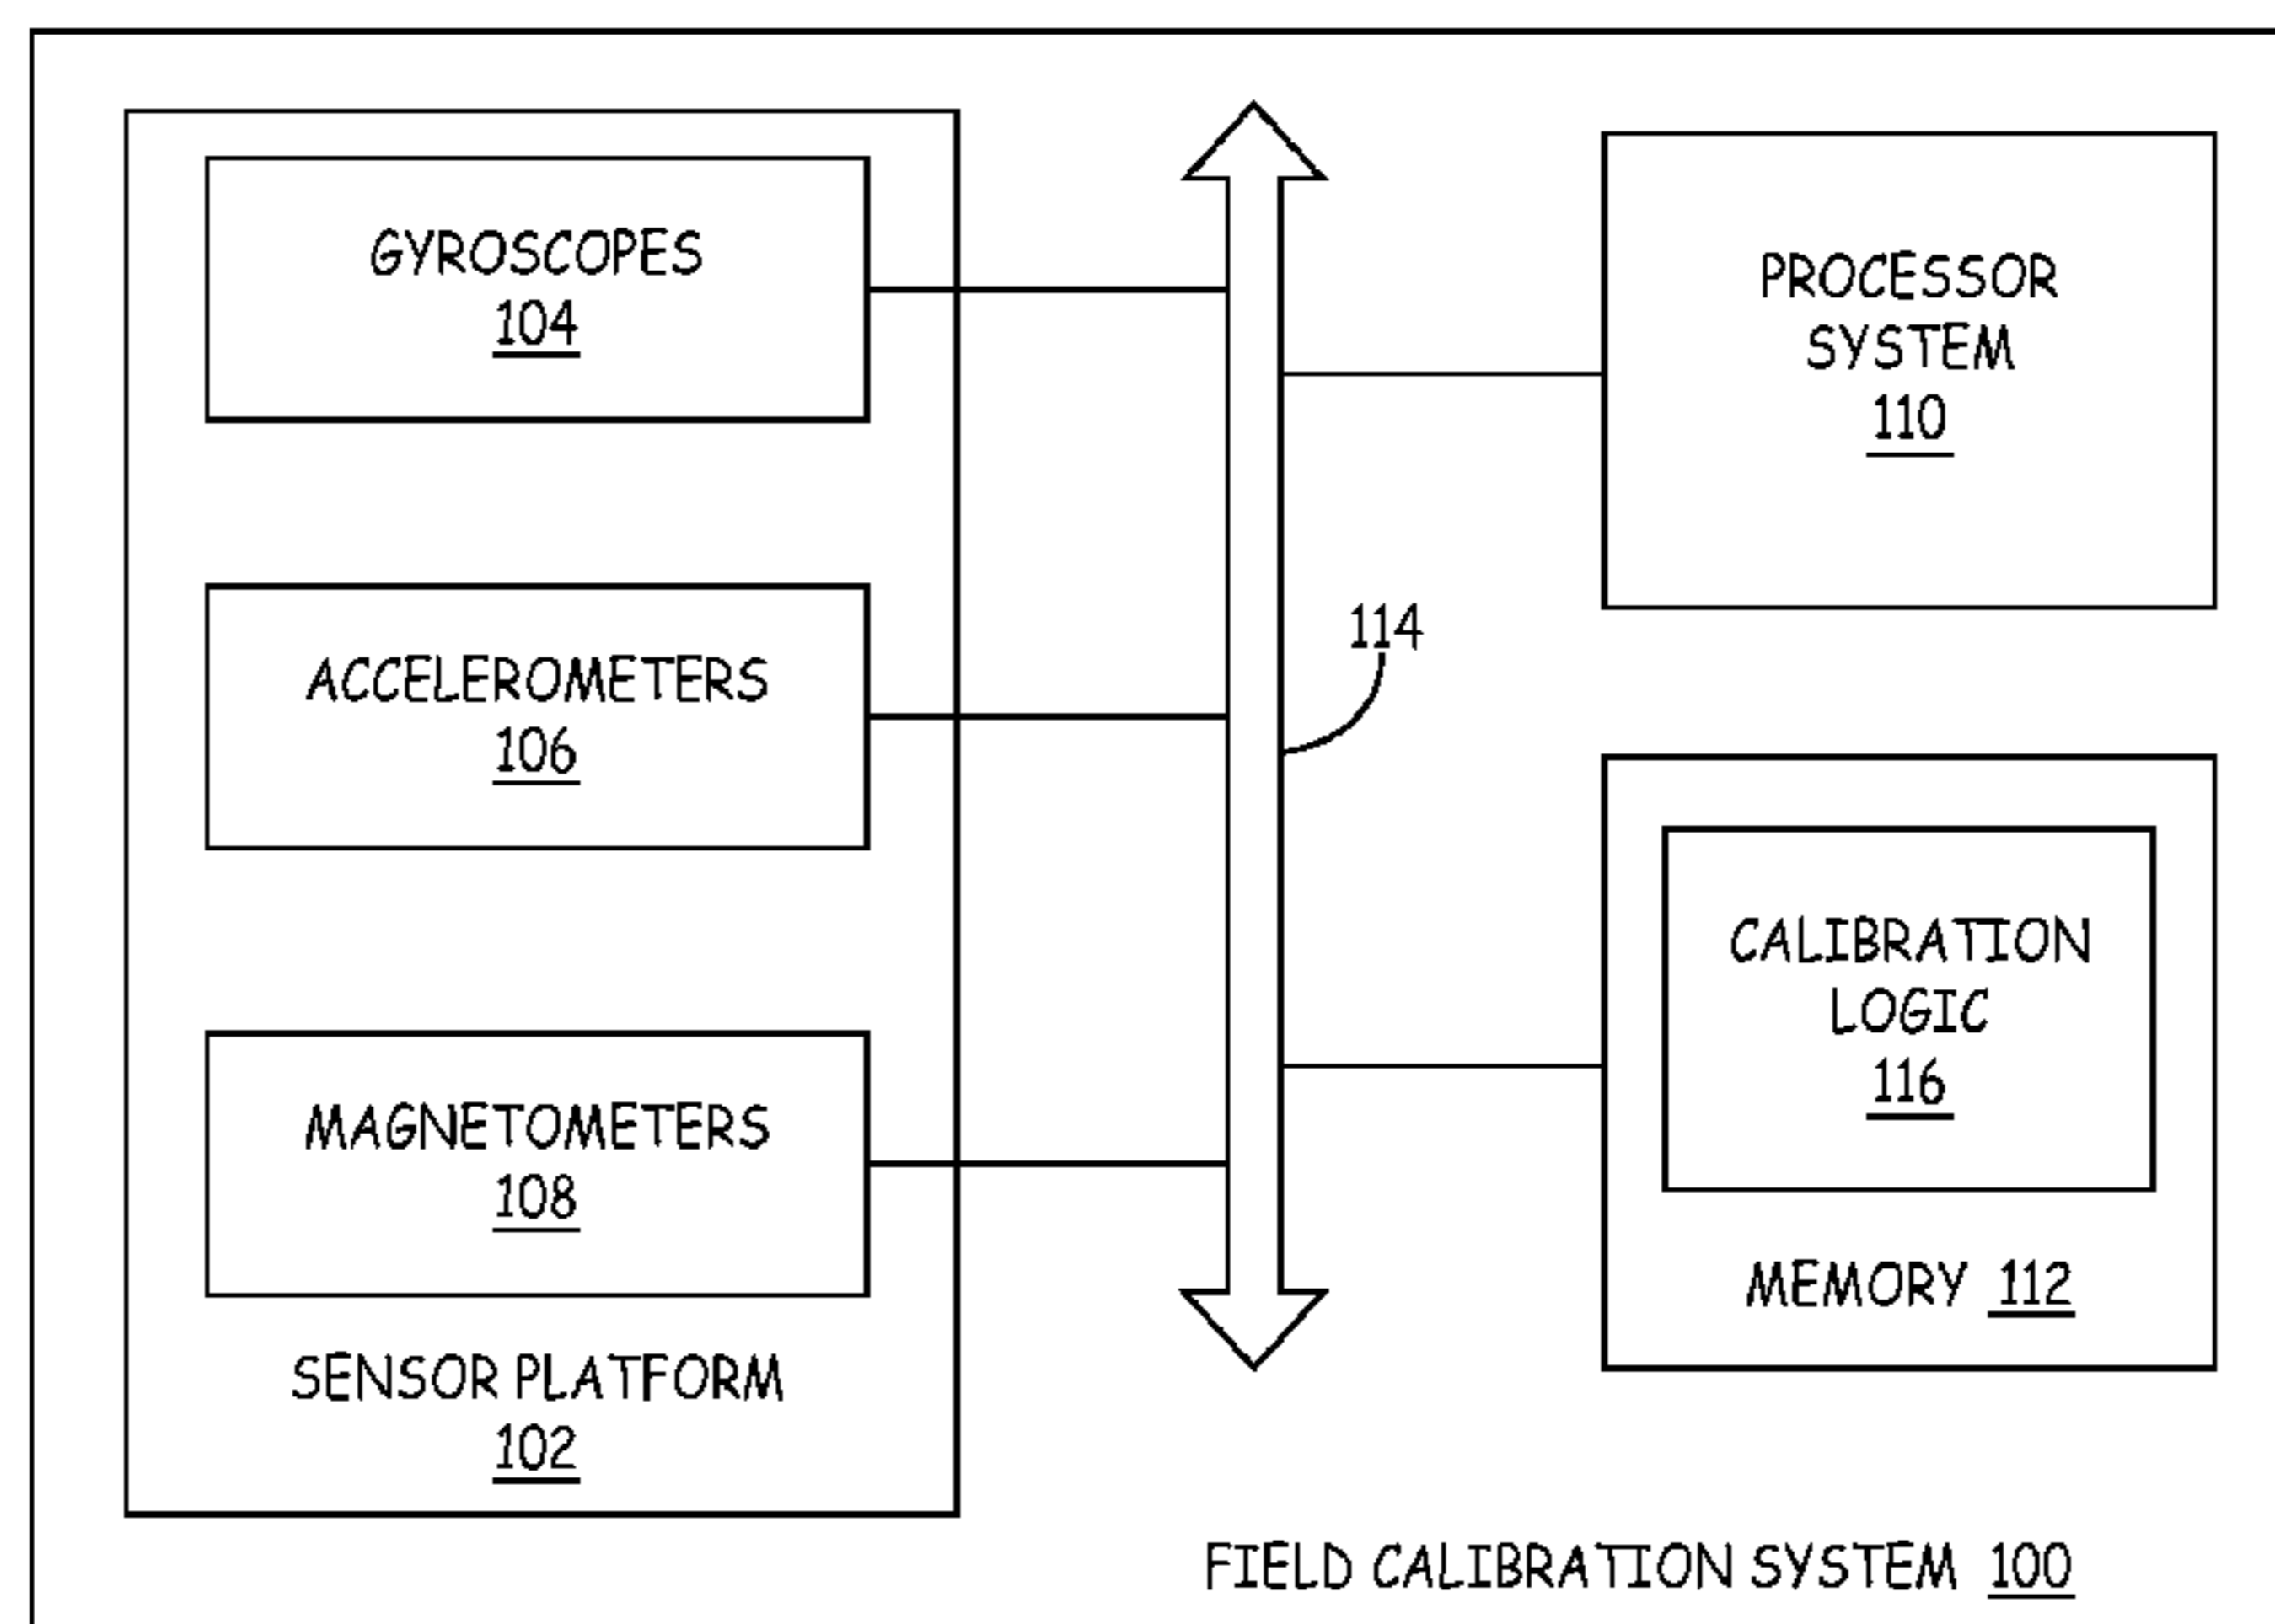 GYROSCOPES
104
ACCELEROMETERS
106
MAGNETOMETERS
108
SENSOR PLATFORM
102
114
PROCESSOR
SYSTEM
110
CALIBRATION
LOGIC
116
MEMORY 112
FIELD CALIBRATION SYSTEM 100